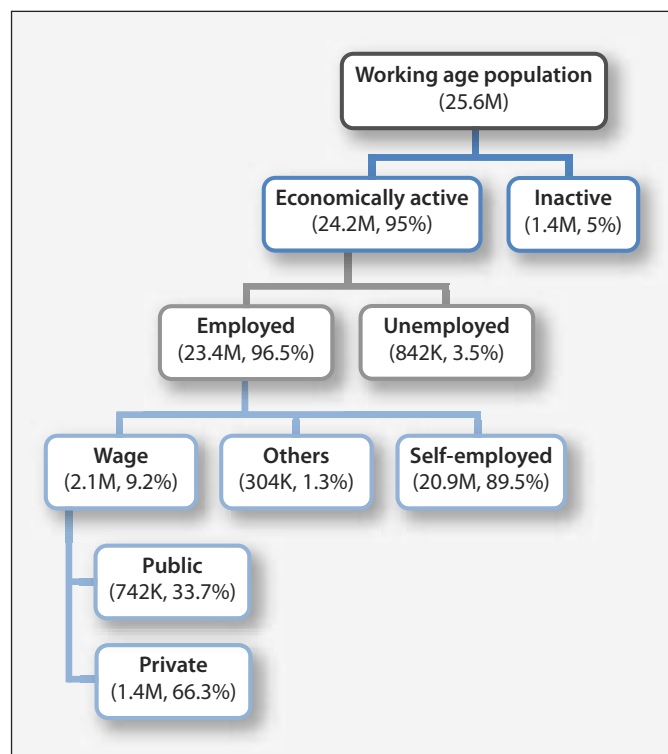 Working age population
(25.6M)
Economically active
(24.2M, 95%)
Inactive
(1.4M, 5%)
Employed
(23.4M, 96.5%)
Unemployed
(842K, 3.5%)
Wage
(2.1M, 9.2%)
Others
(304K, 1.3%)
Self-employed
(20.9M, 89.5%)
Public
(742K, 33.7%)
Private
(1.4M, 66.3%)